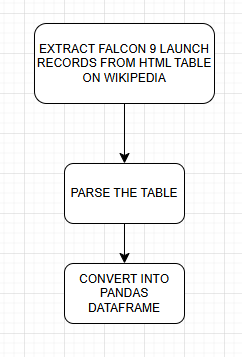 EXTRACT FALCON 9 LAUNCH
RECORDS FROM HTML TABLE
ON WIKIPEDIA
PARSE THE TABLE
CONVERT INTO
PANDAS
DATAFRAME